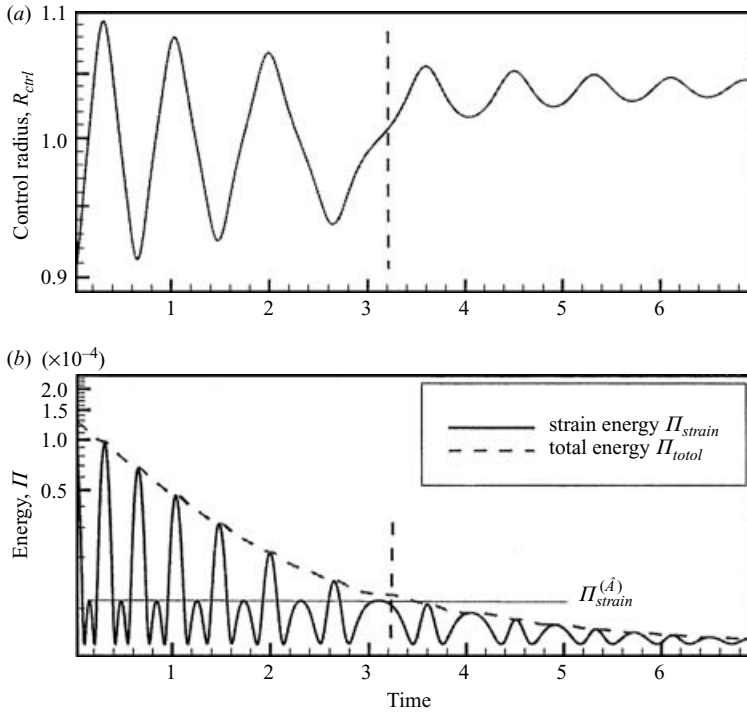 (a)
1.1
1.0
0.9
Control radius, R_ctrl
1 2 3 4 5 6
(b) (×10⁻⁴)
2.0
1.5
1.0
0.5
Energy, Π
strain energy Π_strain
total energy Π_totol
Π_strain^(Â)
1 2 3 4 5 6
Time